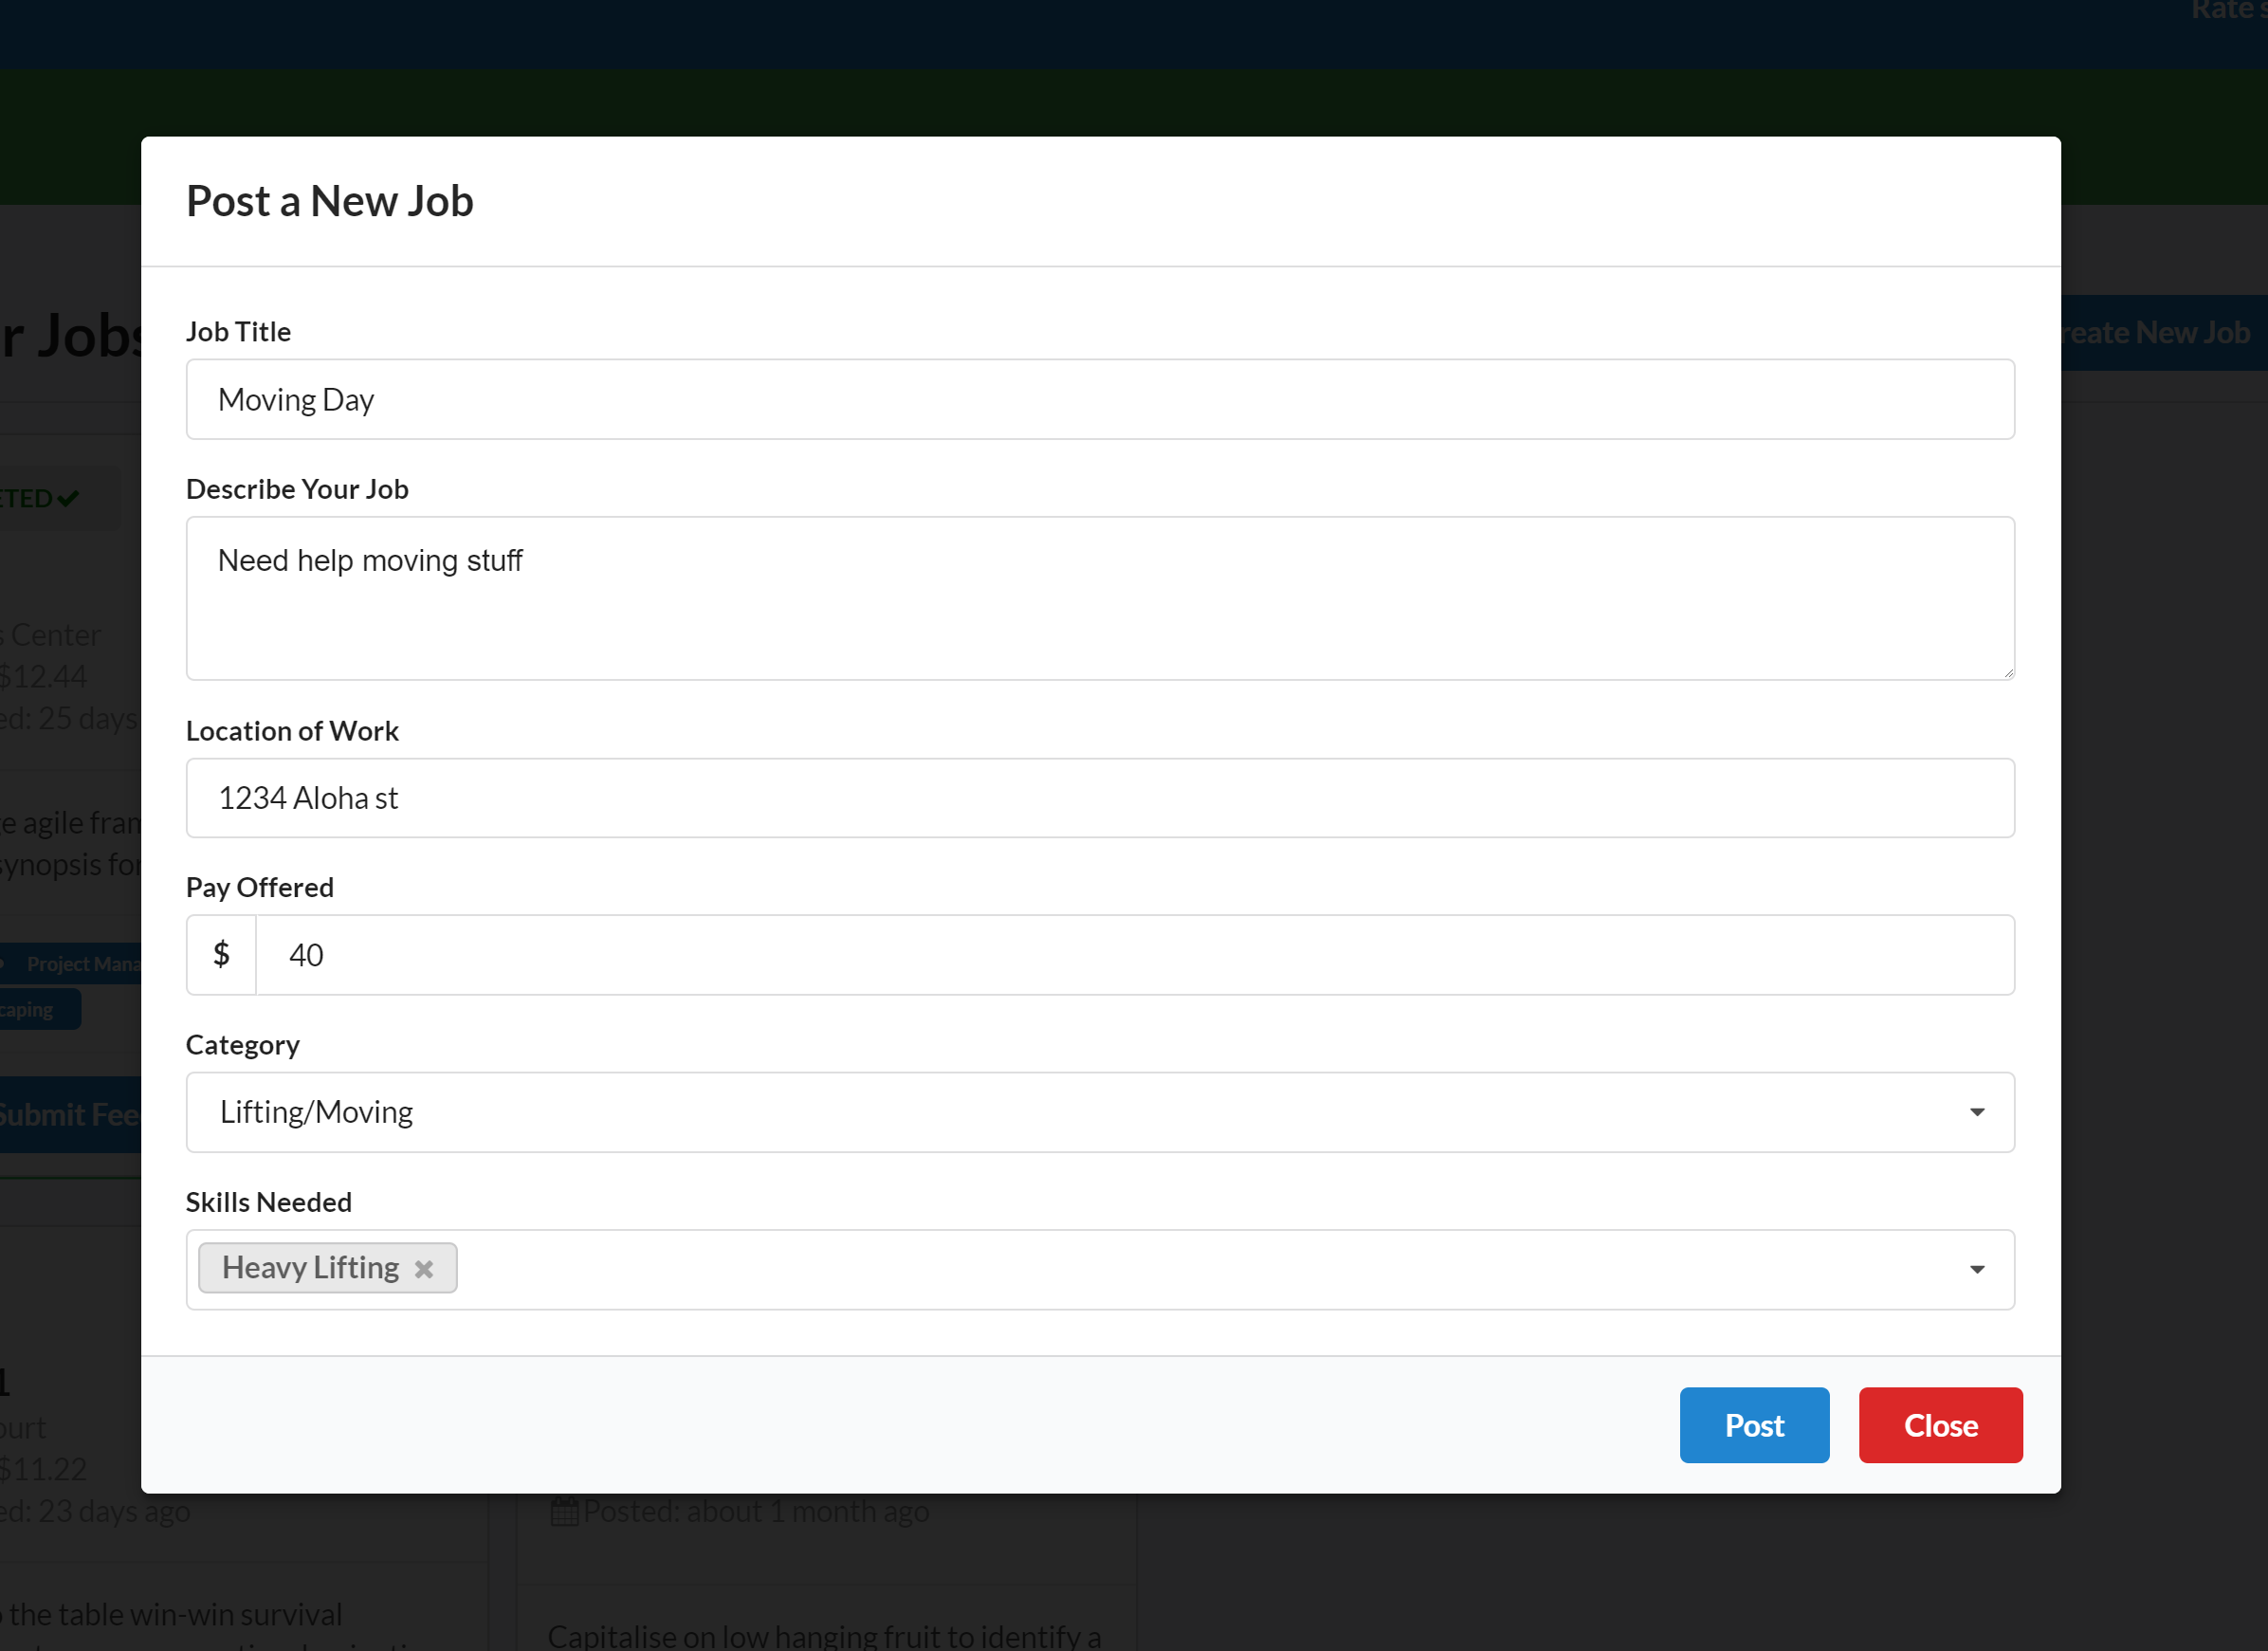 Rate
Post a New Job
r Jobs
reate New Job
Job Title
Moving Day
Describe Your Job
ETED
Need help moving stuff
s Center
$12.44
ed: 25 days
Location of Work
1234 Aloha st
e agile fram
synopsis for
Pay Offered
$ 40
Project Mana
caping
Category
Lifting/Moving
Submit Fee
Skills Needed
Heavy Lifting
1
ourt
Post Close
$11.22
ed: 23 days ago
Posted: about 1 month ago
the table win-win survival
Capitalise on low hanging fruit to identify a